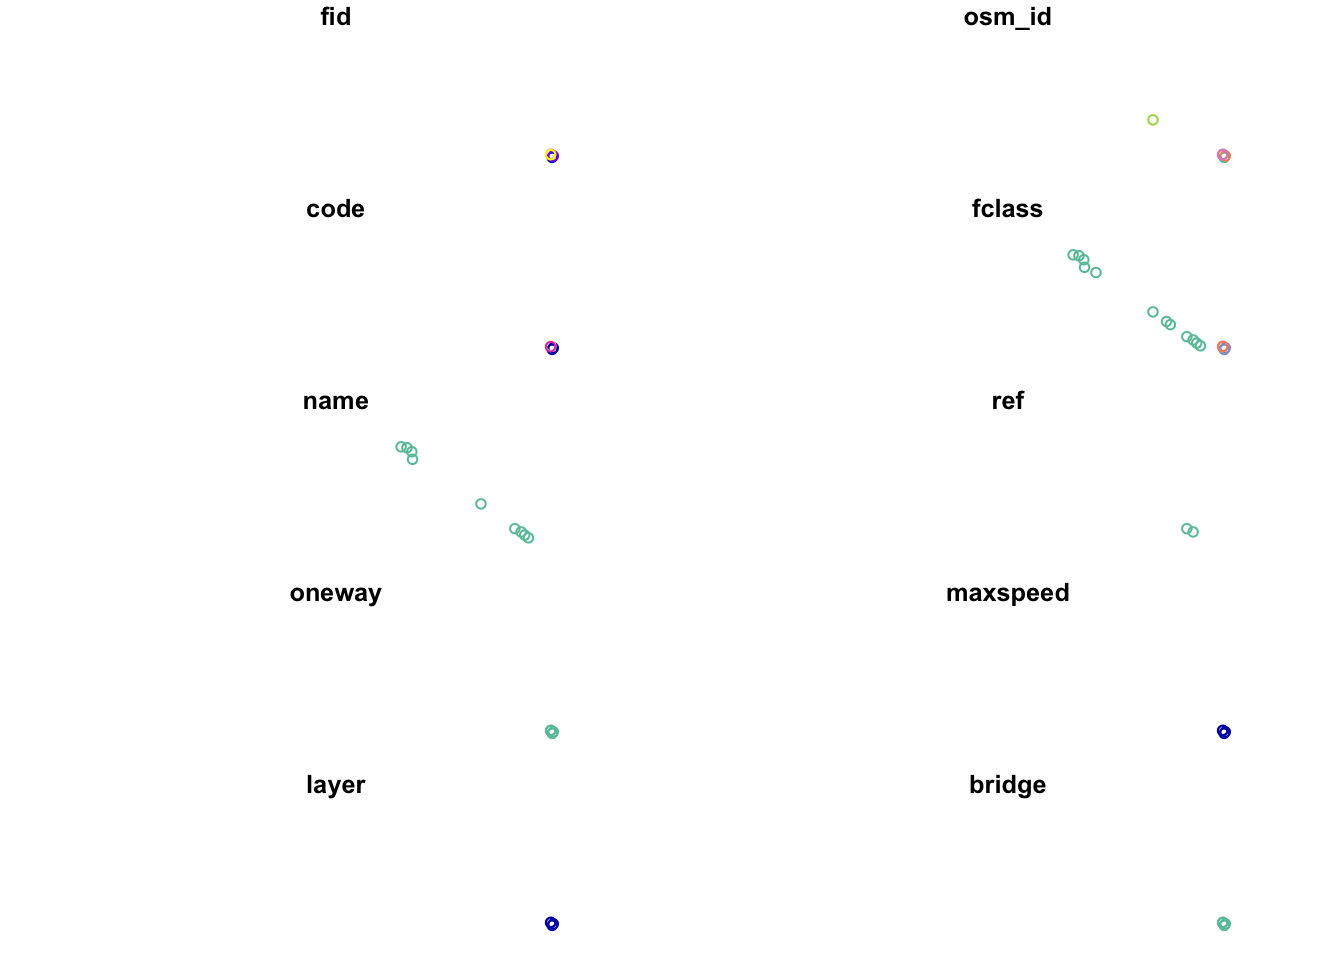 fid
osm_id
code
fclass
name
ref
oneway
maxspeed
layer
bridge